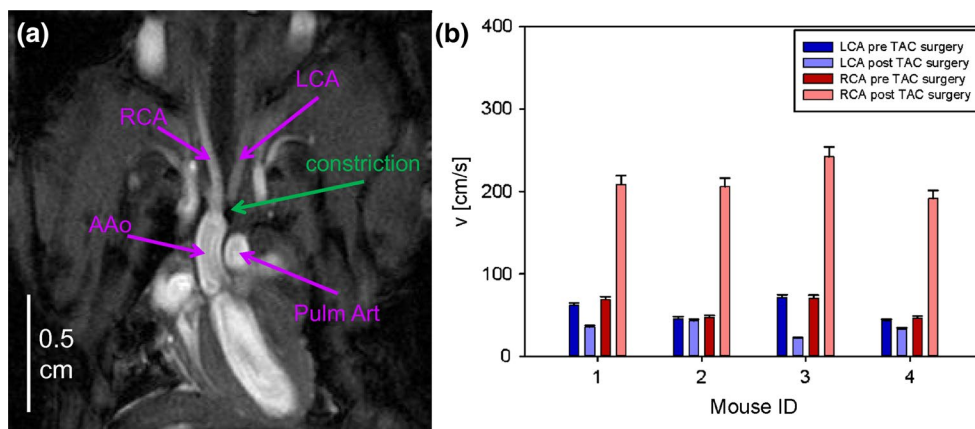 (a)
LCA
RCA
constriction
AAo
Pulm Art
0.5
cm
(b)
400
300
200
100
0
v [cm/s]
LCA pre TAC surgery
LCA post TAC surgery
RCA pre TAC surgery
RCA post TAC surgery
1 2 3 4
Mouse ID